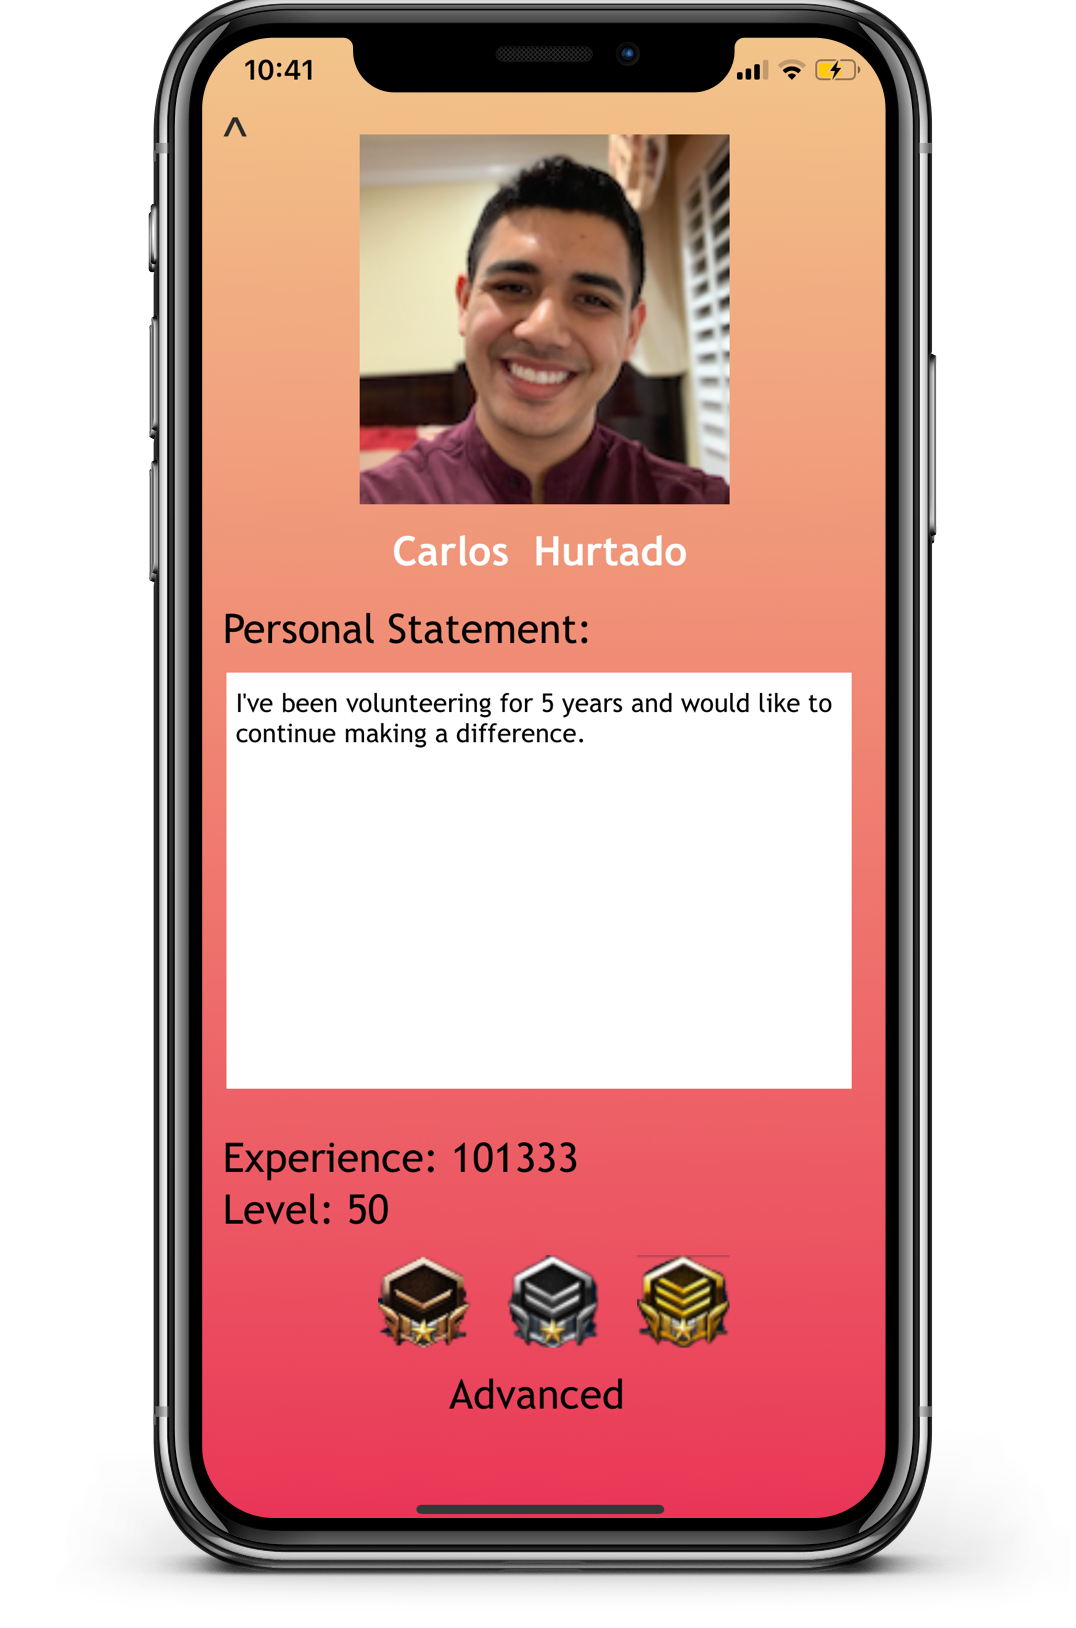 10:41
^
Carlos Hurtado
Personal Statement:
I've been volunteering for 5 years and would like to
continue making a difference.
Experience: 101333
Level: 50
Advanced